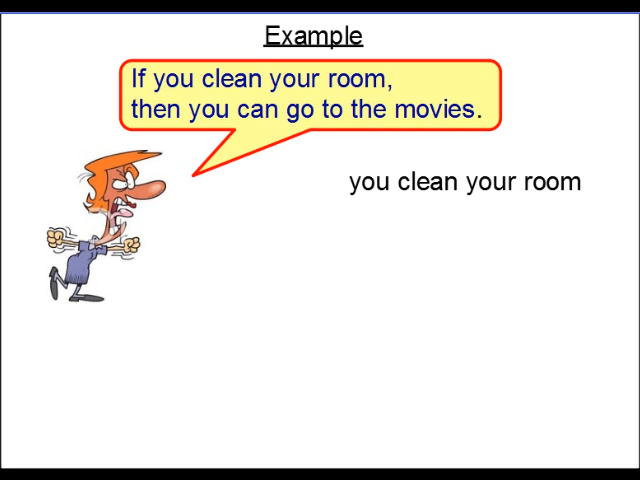 Example
If you clean your room,
then you can go to the movies.
you clean your room